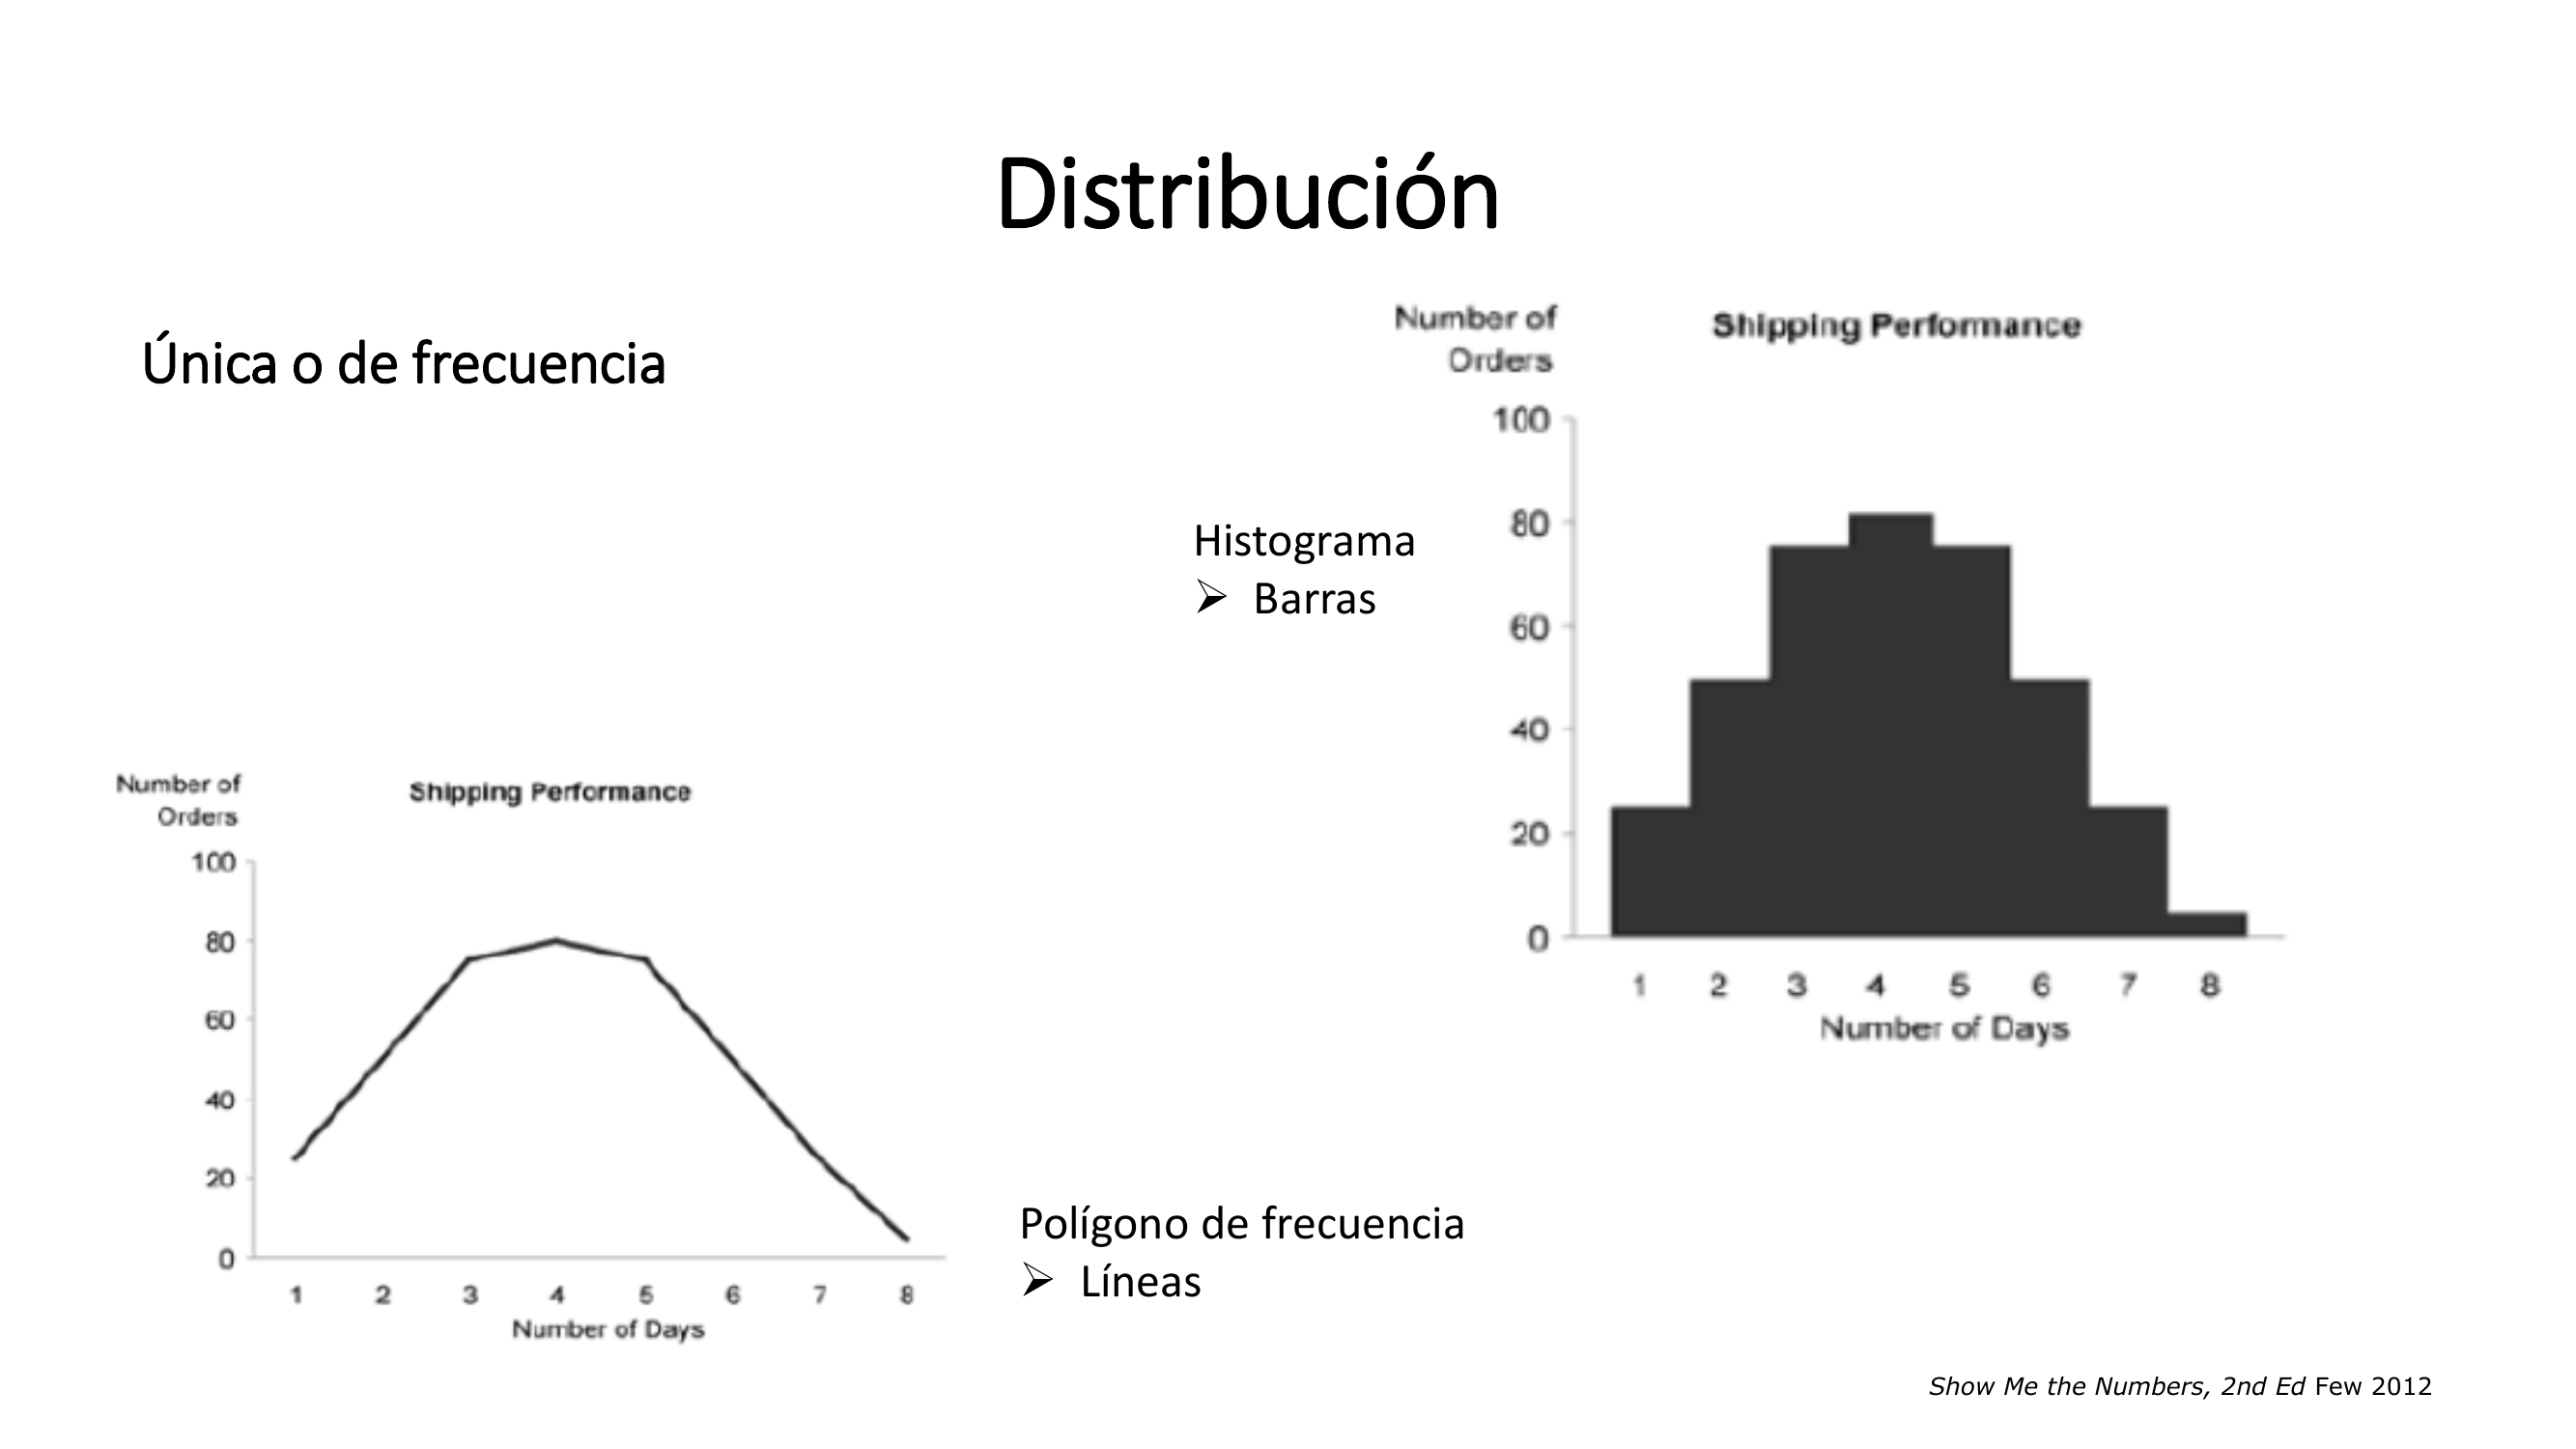 Distribución
Única o de frecuencia
Number of
Orders
Shipping Performance
100
80
60
40
20
0
1 2 3 4 5 6 7 8
Number of Days
Histograma
➢ Barras
Number of
Orders
Shipping Performance
100
80
60
40
20
0
1 2 3 4 5 6 7 8
Number of Days
Polígono de frecuencia
➢ Líneas
Show Me the Numbers, 2nd Ed Few 2012